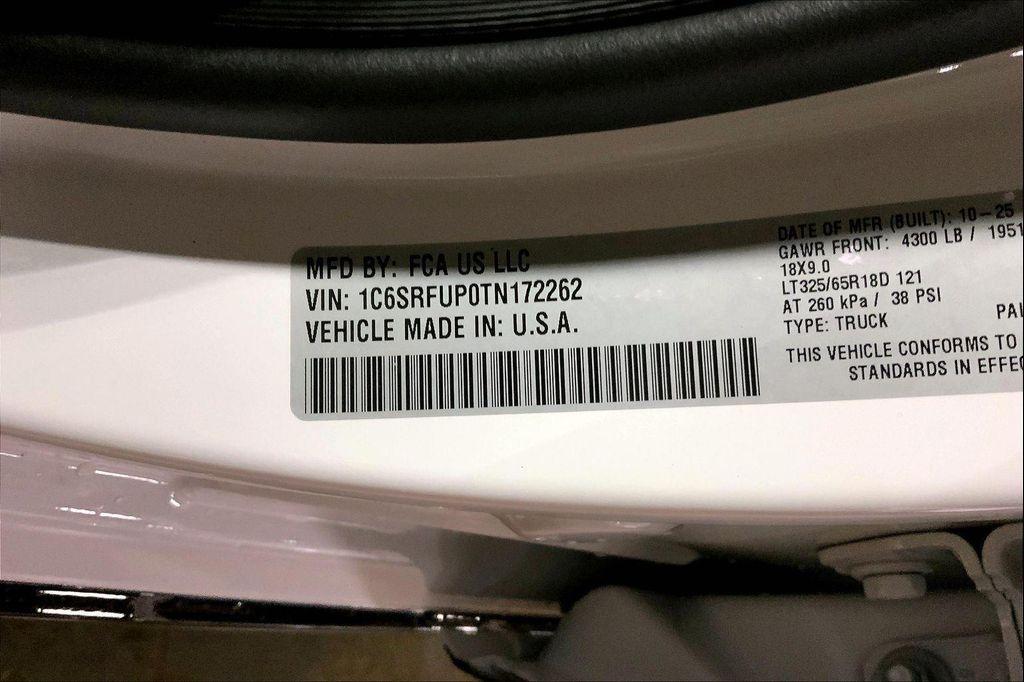 MFD BY: FCA US LLC
VIN: 1C6SRFUP0TN172262
VEHICLE MADE IN: U.S.A.
DATE OF MFR (BUILT): 10-25
GAWR FRONT: 4300 LB / 1951
18X9.0
LT325/65R18D 121
AT 260 kPa / 38 PSI
TYPE: TRUCK
THIS VEHICLE CONFORMS TO
STANDARDS IN